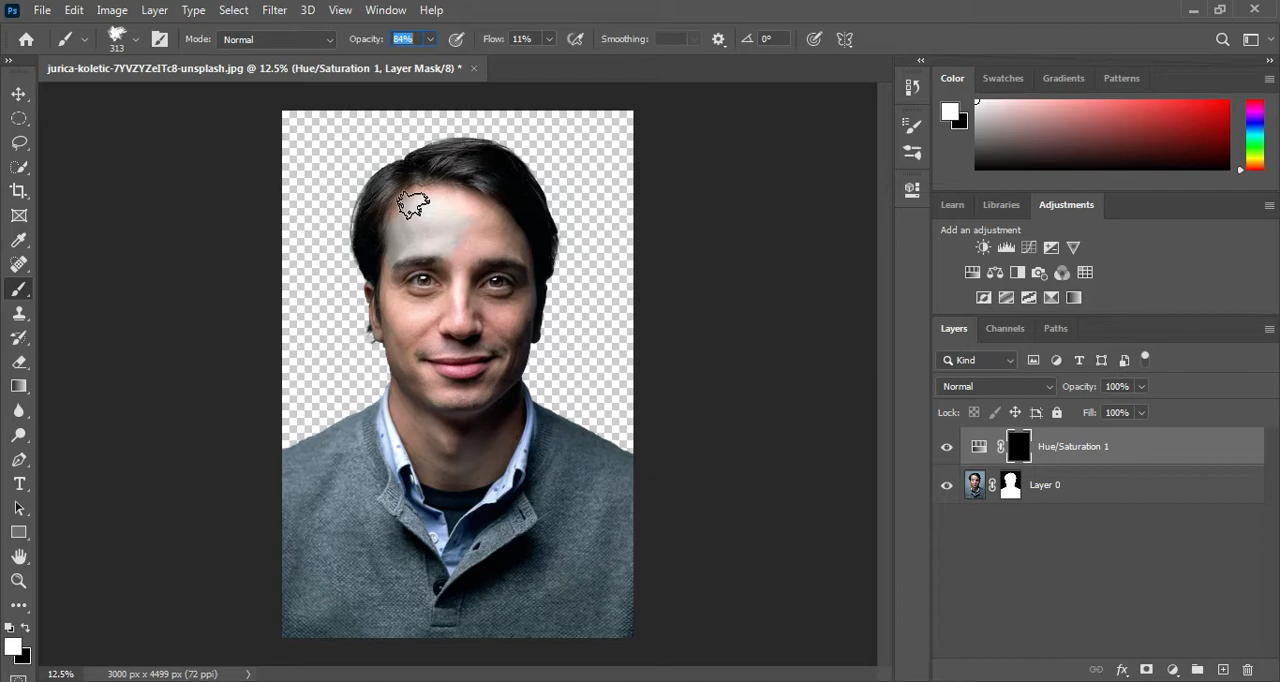 Ps File Edit Image Layer Type Select Filter 3D View Window Help
313 Mode: Normal Opacity: 84% Flow: 11% Smoothing: 0°
jurica-koletic-7YVZYZeITc8-unsplash.jpg @ 12.5% (Hue/Saturation 1, Layer Mask/8) *
Color Swatches Gradients Patterns
Learn Libraries Adjustments
Add an adjustment
Layers Channels Paths
Kind
Normal Opacity: 100%
Lock: Fill: 100%
Hue/Saturation 1
Layer 0
12.5% 3000 px x 4499 px (72 ppi)